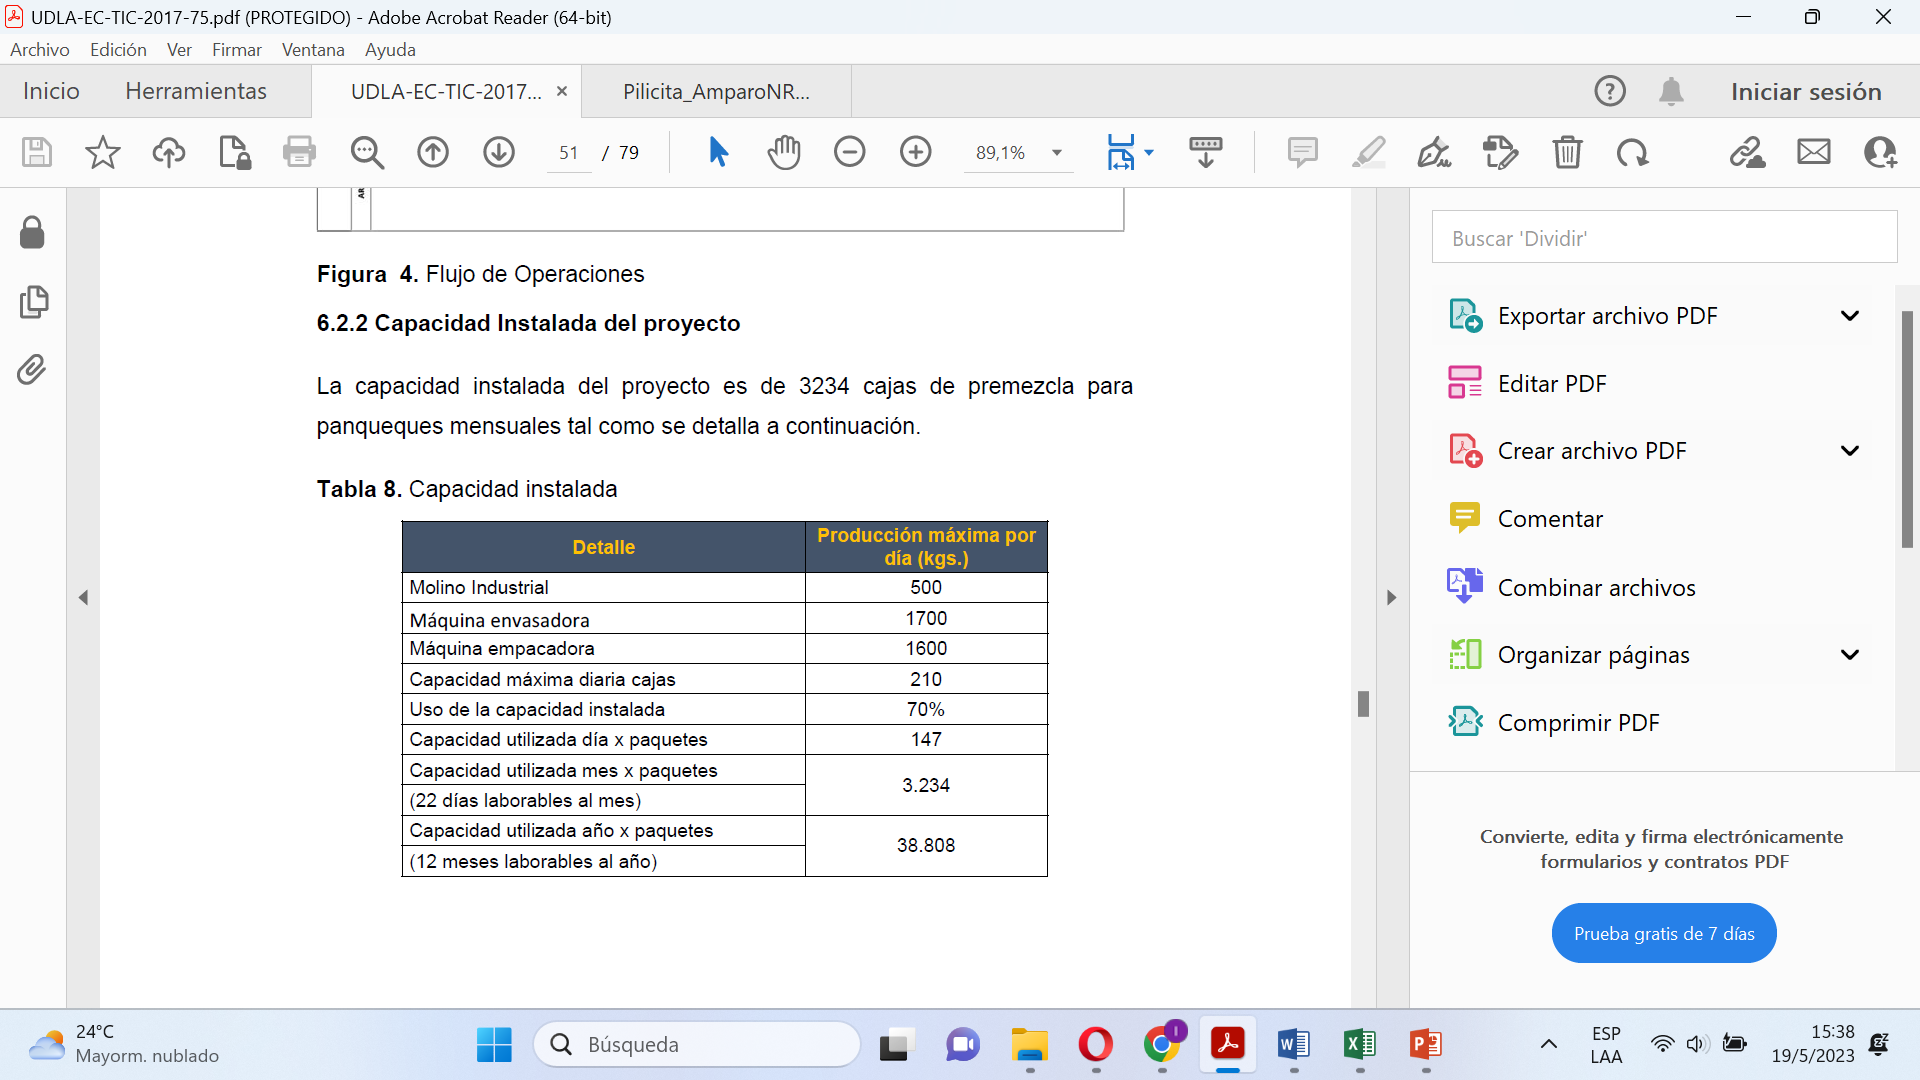 UDLA-EC-TIC-2017-75.pdf (PROTEGIDO) - Adobe Acrobat Reader (64-bit)
Archivo Edición Ver Firmar Ventana Ayuda
Inicio Herramientas UDLA-EC-TIC-2017... × Pilicita_AmparoNR... Iniciar sesión
51 / 79 89,1%
AR
Figura 4. Flujo de Operaciones
6.2.2 Capacidad Instalada del proyecto
La capacidad instalada del proyecto es de 3234 cajas de premezcla para
panqueques mensuales tal como se detalla a continuación.
Tabla 8. Capacidad instalada
Detalle Producción máxima por
día (kgs.)
Molino Industrial 500
Máquina envasadora 1700
Máquina empacadora 1600
Capacidad máxima diaria cajas 210
Uso de la capacidad instalada 70%
Capacidad utilizada día x paquetes 147
Capacidad utilizada mes x paquetes 3.234
(22 días laborables al mes)
Capacidad utilizada año x paquetes 38.808
(12 meses laborables al año)
Buscar 'Dividir'
Exportar archivo PDF
Editar PDF
Crear archivo PDF
Comentar
Combinar archivos
Organizar páginas
Comprimir PDF
Convierte, edita y firma electrónicamente
formularios y contratos PDF
Prueba gratis de 7 días
24°C
Mayorm. nublado
Búsqueda
I
ESP
LAA
15:38
19/5/2023